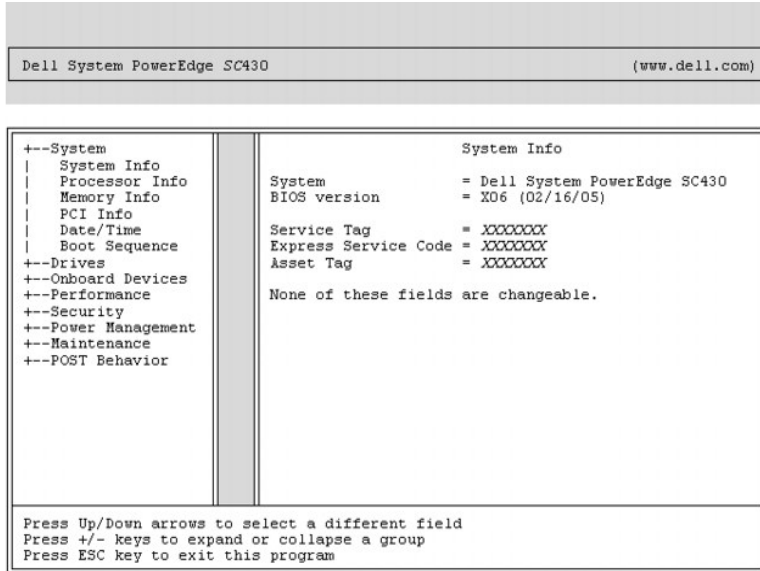 Dell System PowerEdge SC430 (www.dell.com)
+--System
|   System Info
|   Processor Info
|   Memory Info
|   PCI Info
|   Date/Time
|   Boot Sequence
+--Drives
+--Onboard Devices
+--Performance
+--Security
+--Power Management
+--Maintenance
+--POST Behavior
System Info
System = Dell System PowerEdge SC430
BIOS version = X06 (02/16/05)
Service Tag = XXXXXXX
Express Service Code = XXXXXXX
Asset Tag = XXXXXXX
None of these fields are changeable.
Press Up/Down arrows to select a different field
Press +/- keys to expand or collapse a group
Press ESC key to exit this program